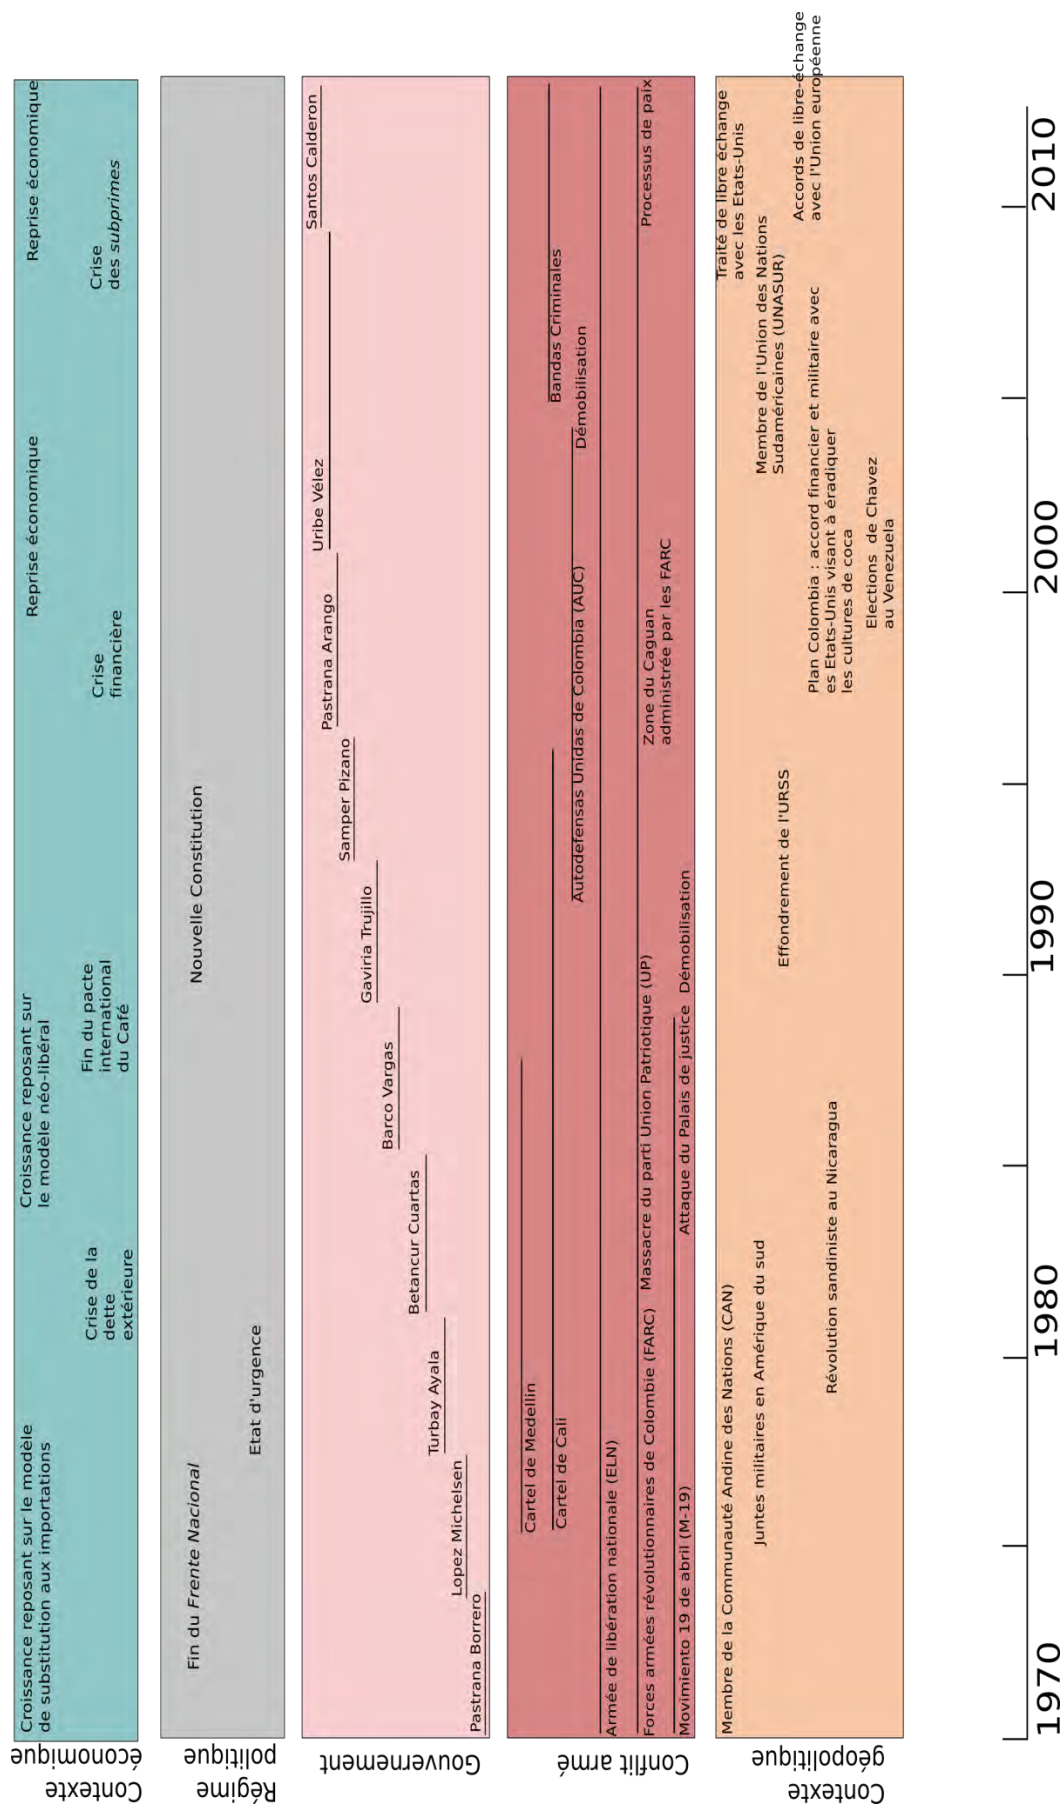 Contexte
économique
Croissance reposant sur le modèle
de substitution aux importations
Crise de la
dette
extérieure
Croissance reposant sur
le modèle néo-libéral
Fin du pacte
international
du Café
Crise
financière
Reprise économique
Crise
des subprimes
Reprise économique
Régime
politique
Fin du Frente Nacional
Etat d'urgence
Nouvelle Constitution
Gouvernement
Pastrana Borrero
Lopez Michelsen
Turbay Ayala
Betancur Cuartas
Barco Vargas
Gaviria Trujillo
Samper Pizano
Pastrana Arango
Uribe Vélez
Santos Calderon
Conflit armé
Cartel de Medellin
Cartel de Cali
Bandas Criminales
Autodefensas Unidas de Colombia (AUC)
Démobilisation
Armée de libération nationale (ELN)
Forces armées révolutionnaires de Colombie (FARC)
Massacre du parti Union Patriotique (UP)
Zone du Caguan
administrée par les FARC
Processus de paix
Movimiento 19 de abril (M-19)
Attaque du Palais de justice
Démobilisation
Contexte
géopolitique
Membre de la Communauté Andine des Nations (CAN)
Juntes militaires en Amérique du sud
Révolution sandiniste au Nicaragua
Effondrement de l'URSS
Plan Colombia : accord financier et militaire avec
es Etats-Unis visant à éradiquer
les cultures de coca
Elections de Chavez
au Venezuela
Membre de l'Union des Nations
Sudaméricaines (UNASUR)
Traité de libre échange
avec les Etats-Unis
Accords de libre-échange
avec l'Union européenne
1970
1980
1990
2000
2010